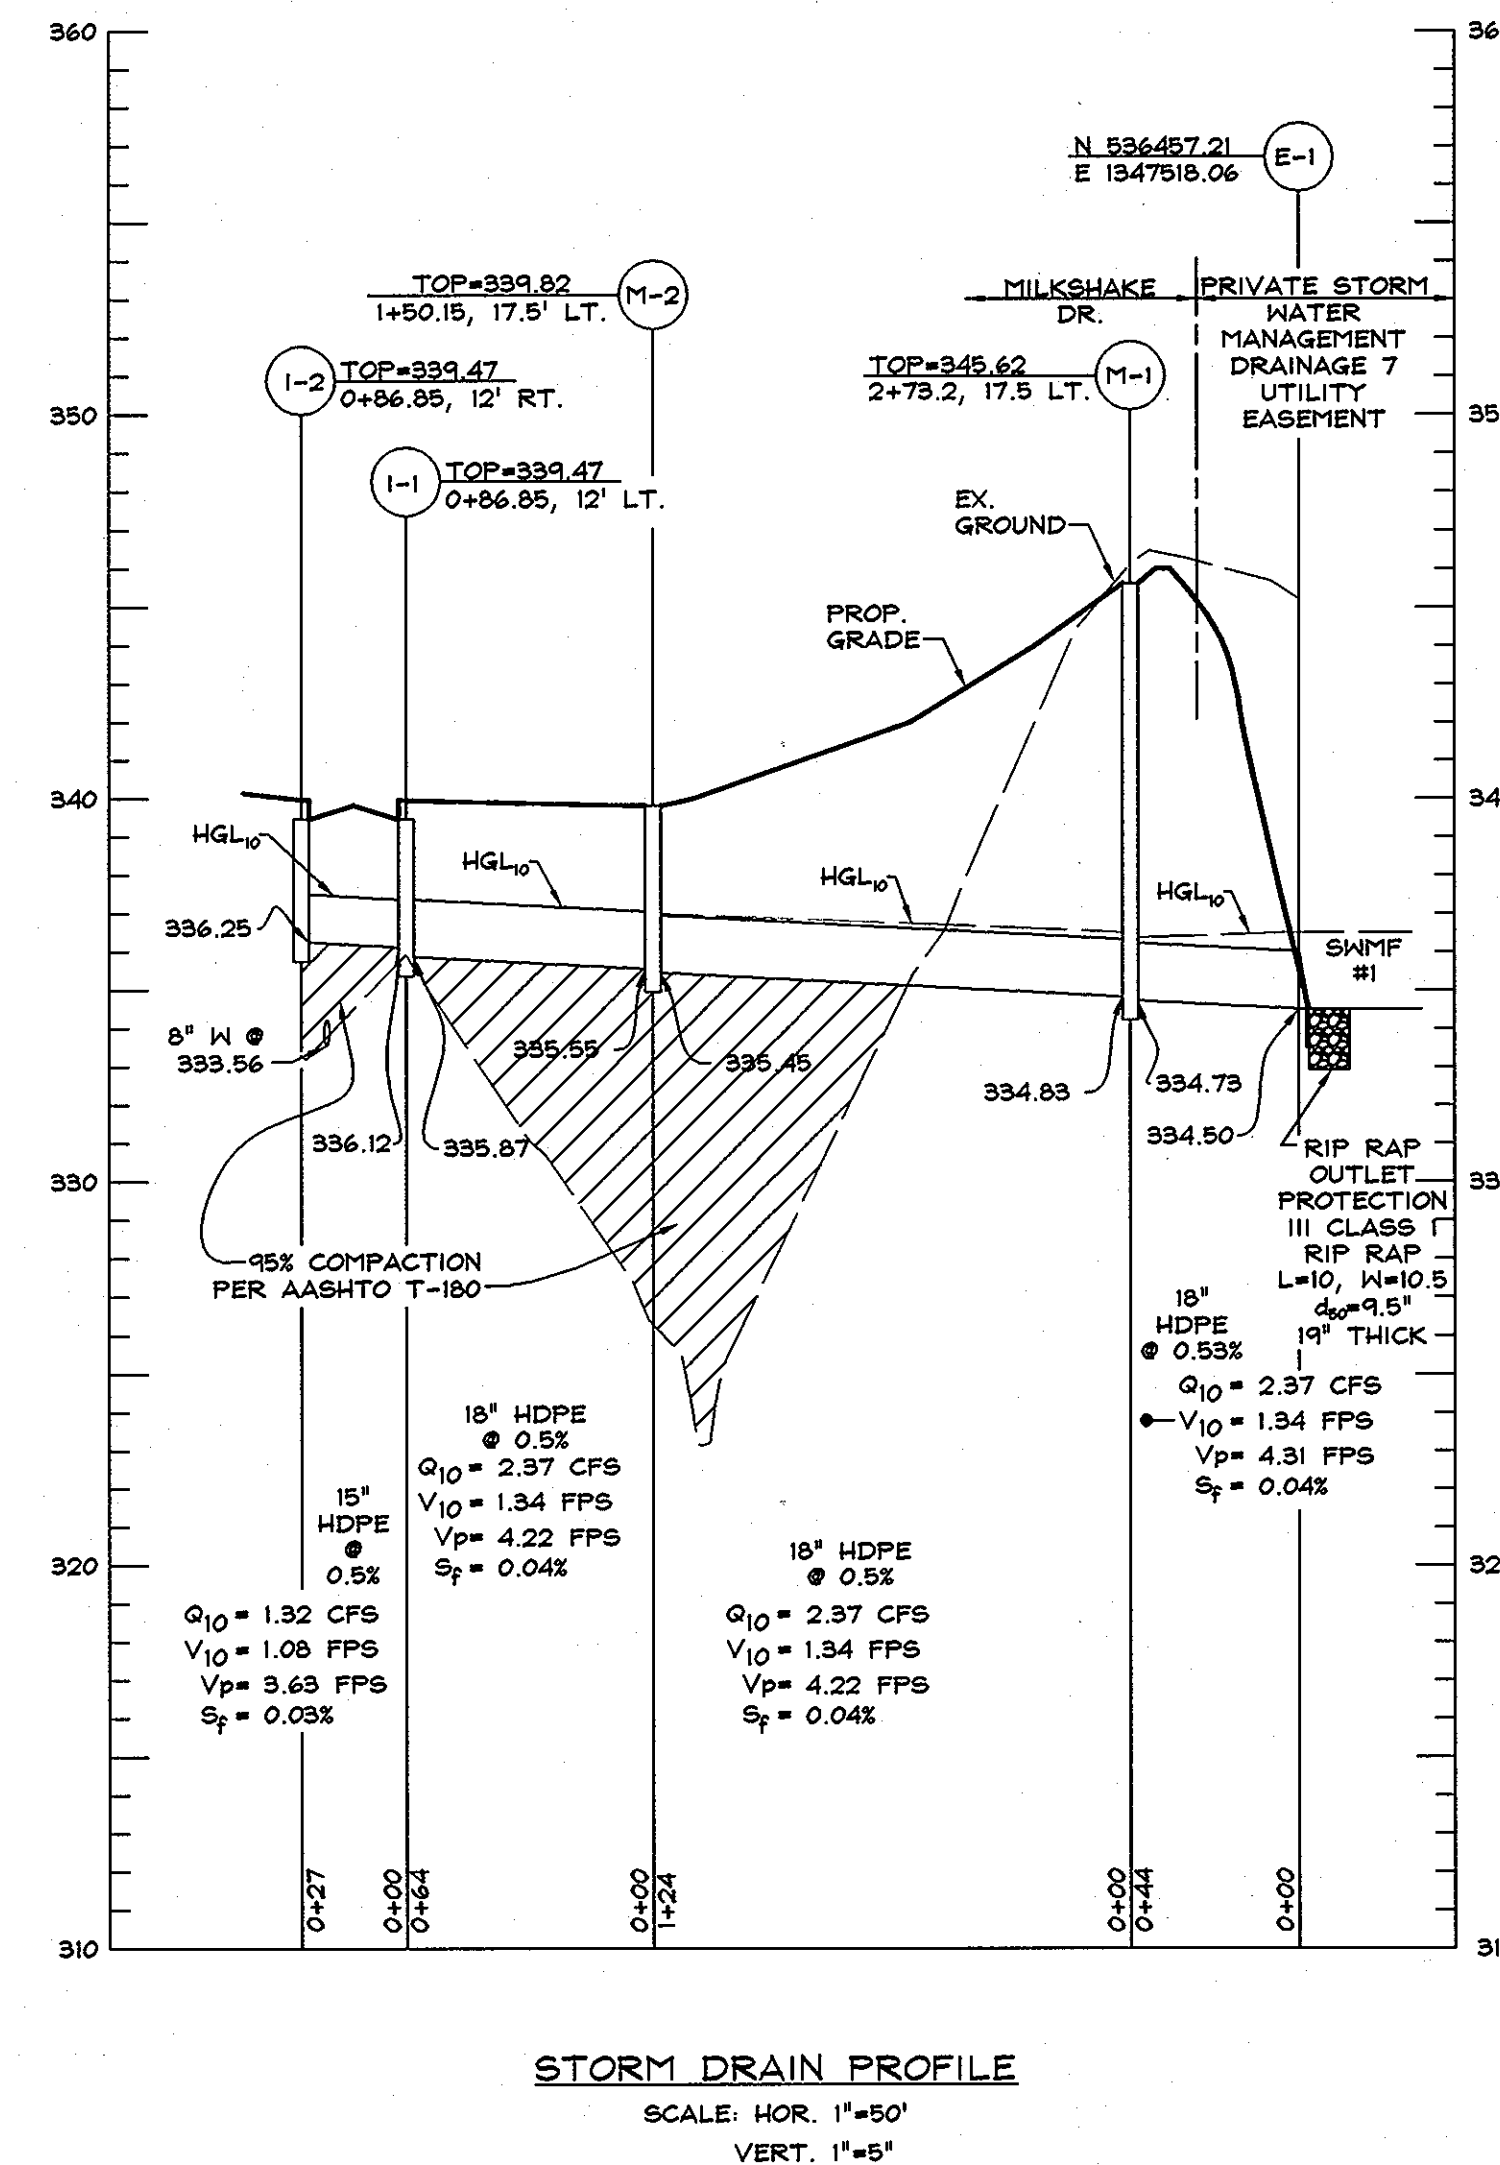 360
36
N 536457.21
E 1347518.06
E-1
TOP=339.82
1+50.15, 17.5' LT.
M-2
MILKSHAKE
DR.
PRIVATE STORM
WATER
MANAGEMENT
DRAINAGE 7
UTILITY
EASEMENT
I-2
TOP=339.47
0+86.85, 12' RT.
TOP=345.62
2+73.2, 17.5 LT.
M-1
350
35
I-1
TOP=339.47
0+86.85, 12' LT.
EX.
GROUND
PROP.
GRADE
340
34
HGL10
HGL10
HGL10
HGL10
336.25
SWMF
#1
8" W @
333.56
335.55
335.45
334.83
334.73
336.12
335.87
334.50
330
33
RIP RAP
OUTLET
PROTECTION
III CLASS I
RIP RAP
L=10, W=10.5
d50=9.5"
19" THICK
95% COMPACTION
PER AASHTO T-180
18"
HDPE
@ 0.53%
Q10 = 2.37 CFS
V10 = 1.34 FPS
Vp= 4.31 FPS
Sf = 0.04%
18" HDPE
@ 0.5%
Q10 = 2.37 CFS
V10 = 1.34 FPS
Vp= 4.22 FPS
Sf = 0.04%
15"
HDPE
@
0.5%
Q10 = 1.32 CFS
V10 = 1.08 FPS
Vp= 3.63 FPS
Sf = 0.03%
18" HDPE
@ 0.5%
Q10 = 2.37 CFS
V10 = 1.34 FPS
Vp= 4.22 FPS
Sf = 0.04%
320
32
0+27
0+00
0+64
0+00
1+24
0+00
0+44
0+00
310
31
STORM DRAIN PROFILE
SCALE: HOR. 1"=50'
VERT. 1"=5"